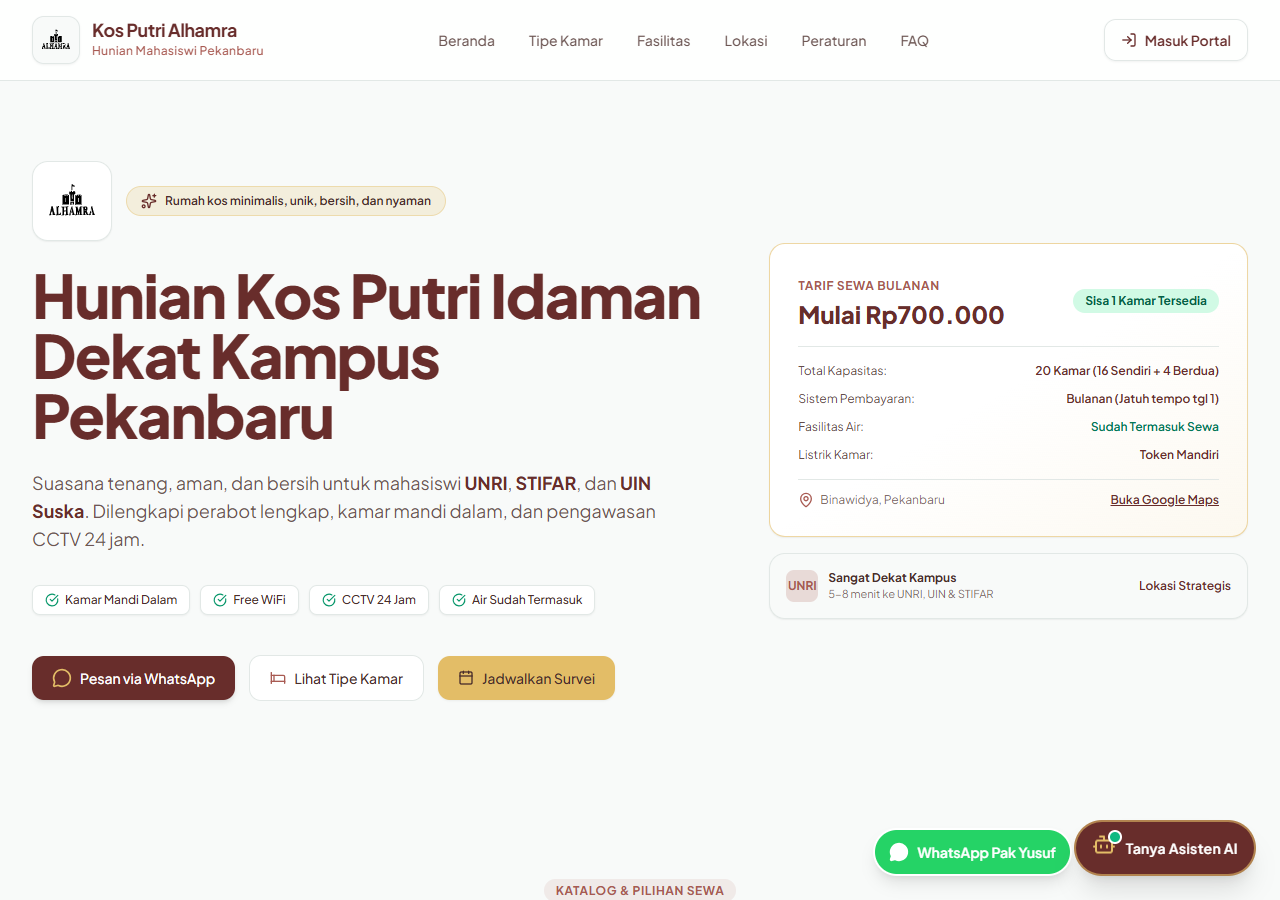 ALHAMRA
Kos Putri Alhamra
Hunian Mahasiswi Pekanbaru
Beranda
Tipe Kamar
Fasilitas
Lokasi
Peraturan
FAQ
Masuk Portal
ALHAMRA
Rumah kos minimalis, unik, bersih, dan nyaman
Hunian Kos Putri Idaman
Dekat Kampus
Pekanbaru
Suasana tenang, aman, dan bersih untuk mahasiswi UNRI, STIFAR, dan UIN
Suska. Dilengkapi perabot lengkap, kamar mandi dalam, dan pengawasan
CCTV 24 jam.
Kamar Mandi Dalam
Free WiFi
CCTV 24 Jam
Air Sudah Termasuk
Pesan via WhatsApp
Lihat Tipe Kamar
Jadwalkan Survei
TARIF SEWA BULANAN
Mulai Rp700.000
Sisa 1 Kamar Tersedia
Total Kapasitas:
20 Kamar (16 Sendiri + 4 Berdua)
Sistem Pembayaran:
Bulanan (Jatuh tempo tgl 1)
Fasilitas Air:
Sudah Termasuk Sewa
Listrik Kamar:
Token Mandiri
Binawidya, Pekanbaru
Buka Google Maps
UNRI
Sangat Dekat Kampus
5–8 menit ke UNRI, UIN & STIFAR
Lokasi Strategis
WhatsApp Pak Yusuf
Tanya Asisten AI
KATALOG & PILIHAN SEWA